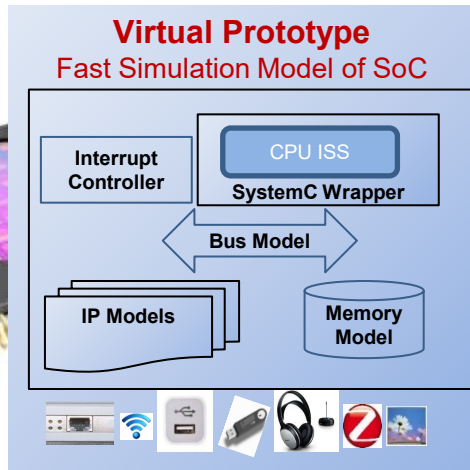 Virtual Prototype
Fast Simulation Model of SoC
Interrupt
Controller
CPU ISS
SystemC Wrapper
Bus Model
IP Models
Memory
Model